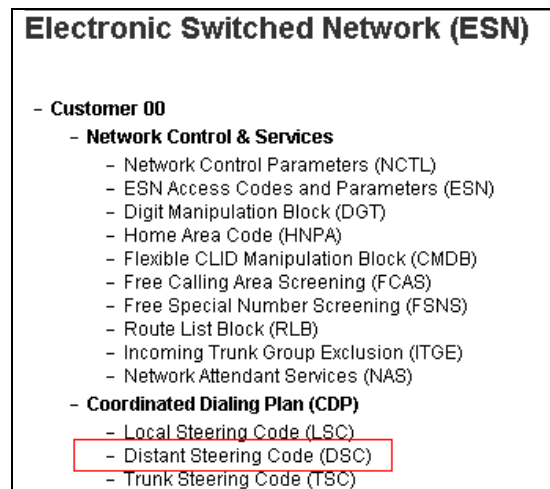 Electronic Switched Network (ESN)
- Customer 00
- Network Control & Services
- Network Control Parameters (NCTL)
- ESN Access Codes and Parameters (ESN)
- Digit Manipulation Block (DGT)
- Home Area Code (HNPA)
- Flexible CLID Manipulation Block (CMDB)
- Free Calling Area Screening (FCAS)
- Free Special Number Screening (FSNS)
- Route List Block (RLB)
- Incoming Trunk Group Exclusion (ITGE)
- Network Attendant Services (NAS)
- Coordinated Dialing Plan (CDP)
- Local Steering Code (LSC)
- Distant Steering Code (DSC)
- Trunk Steering Code (TSC)